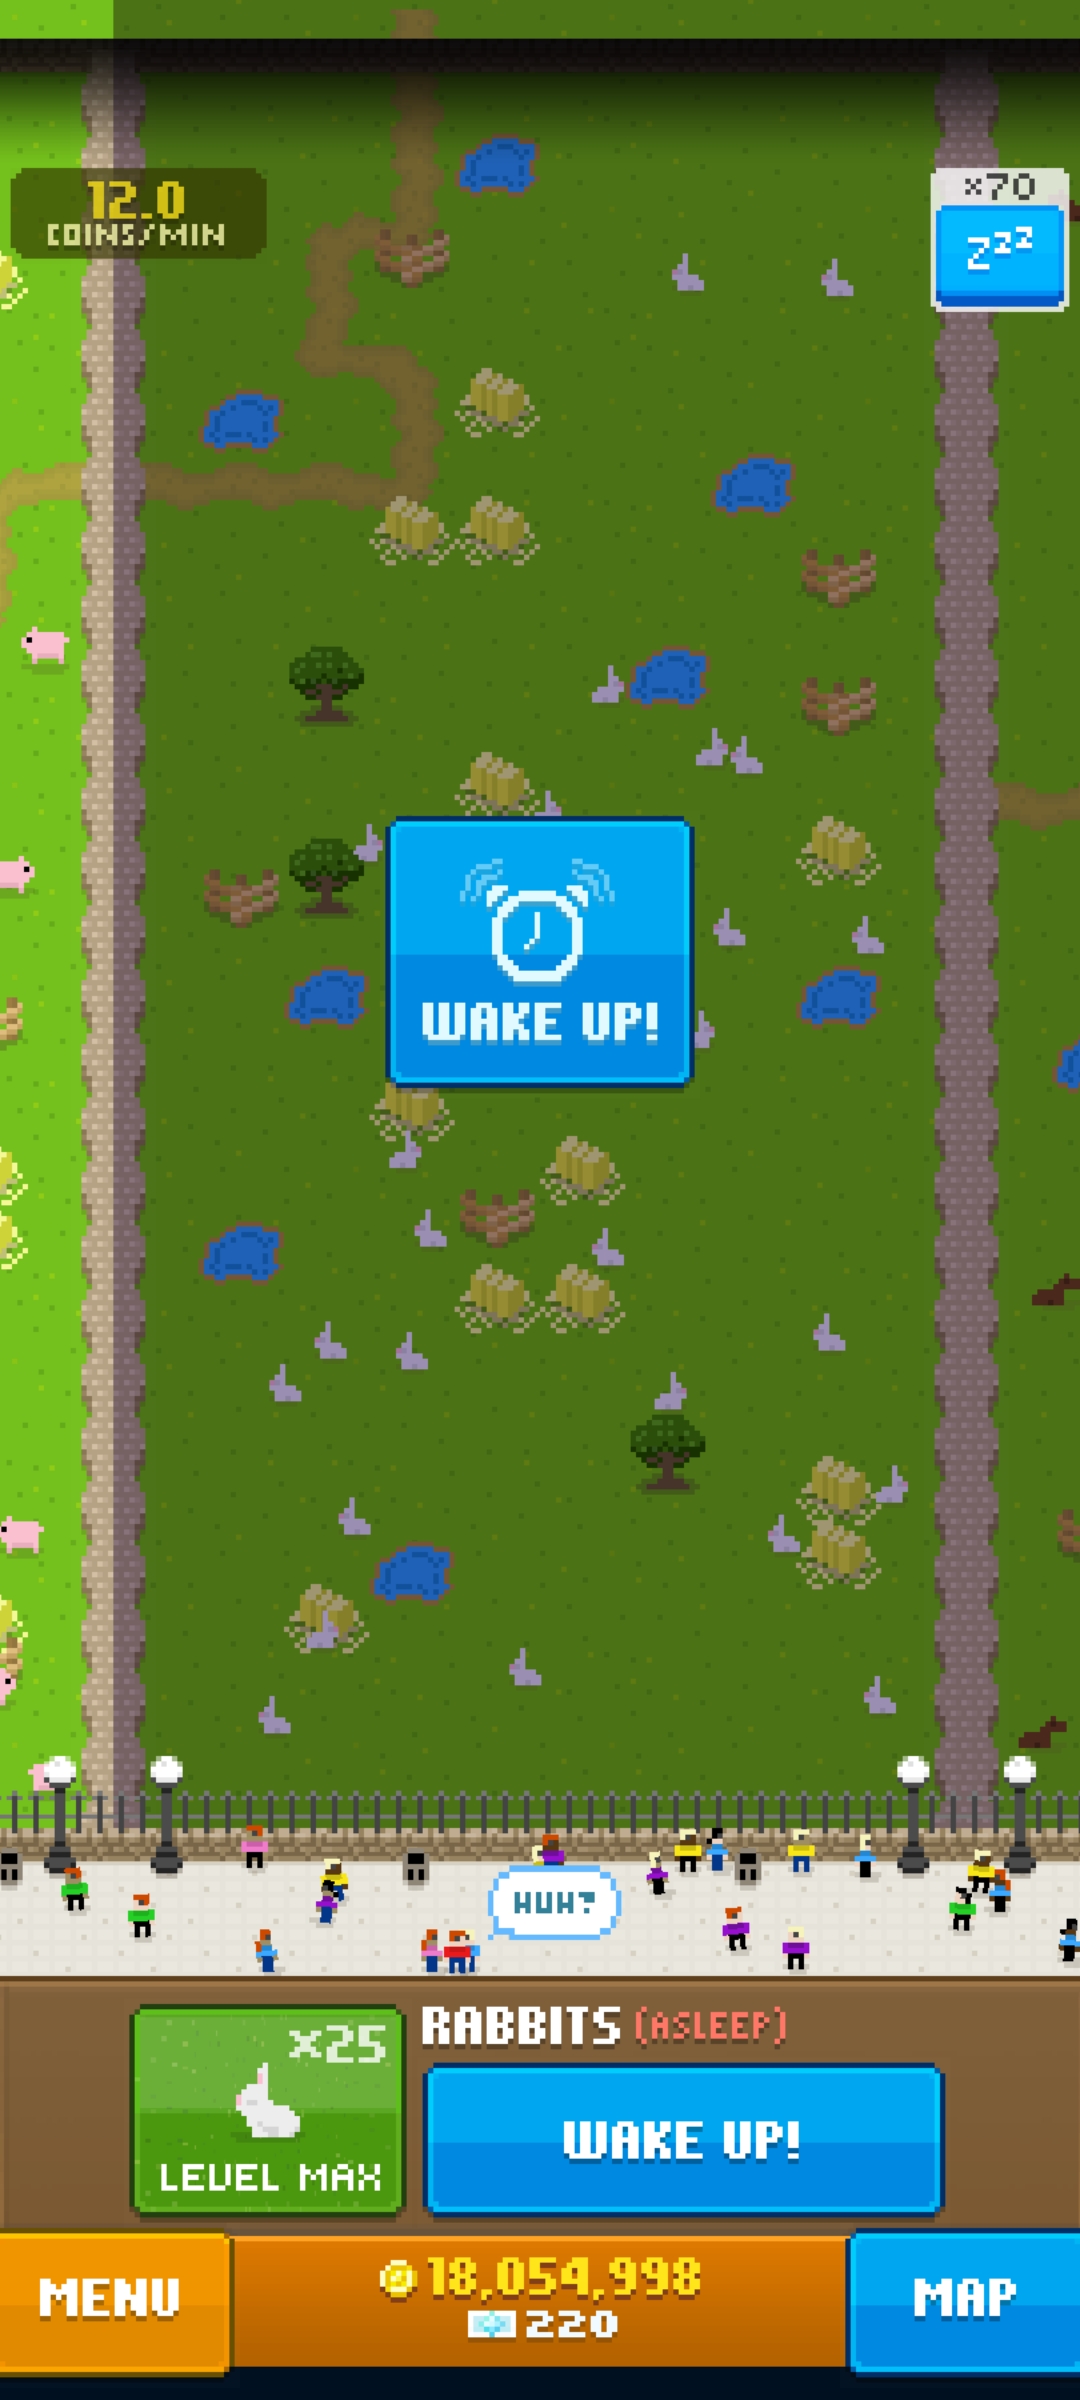 12.0
COINS/MIN
x70
zzz
WAKE UP!
HUH?
x25
LEVEL MAX
RABBITS (ASLEEP)
WAKE UP!
MENU
18,054,998
220
MAP